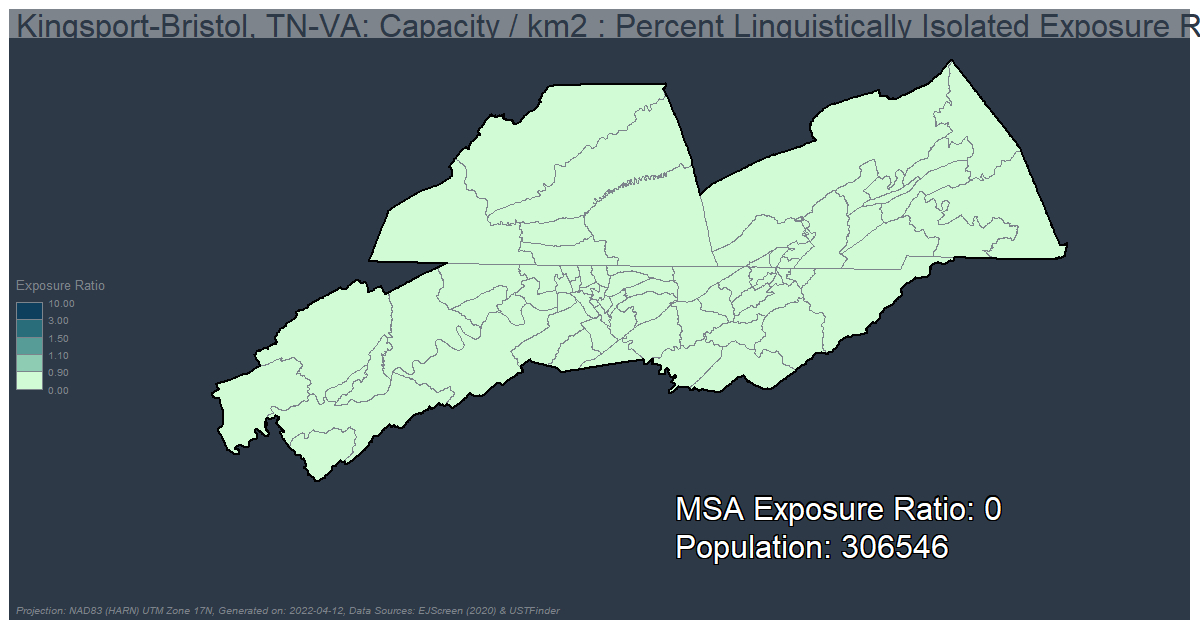 Kingsport-Bristol, TN-VA: Capacity / km2 : Percent Linguistically Isolated Exposure R
Exposure Ratio
10.00
3.00
1.50
1.10
0.90
0.00
MSA Exposure Ratio: 0
Population: 306546
Projection: NAD83 (HARN) UTM Zone 17N, Generated on: 2022-04-12, Data Sources: EJScreen (2020) & USTFinder